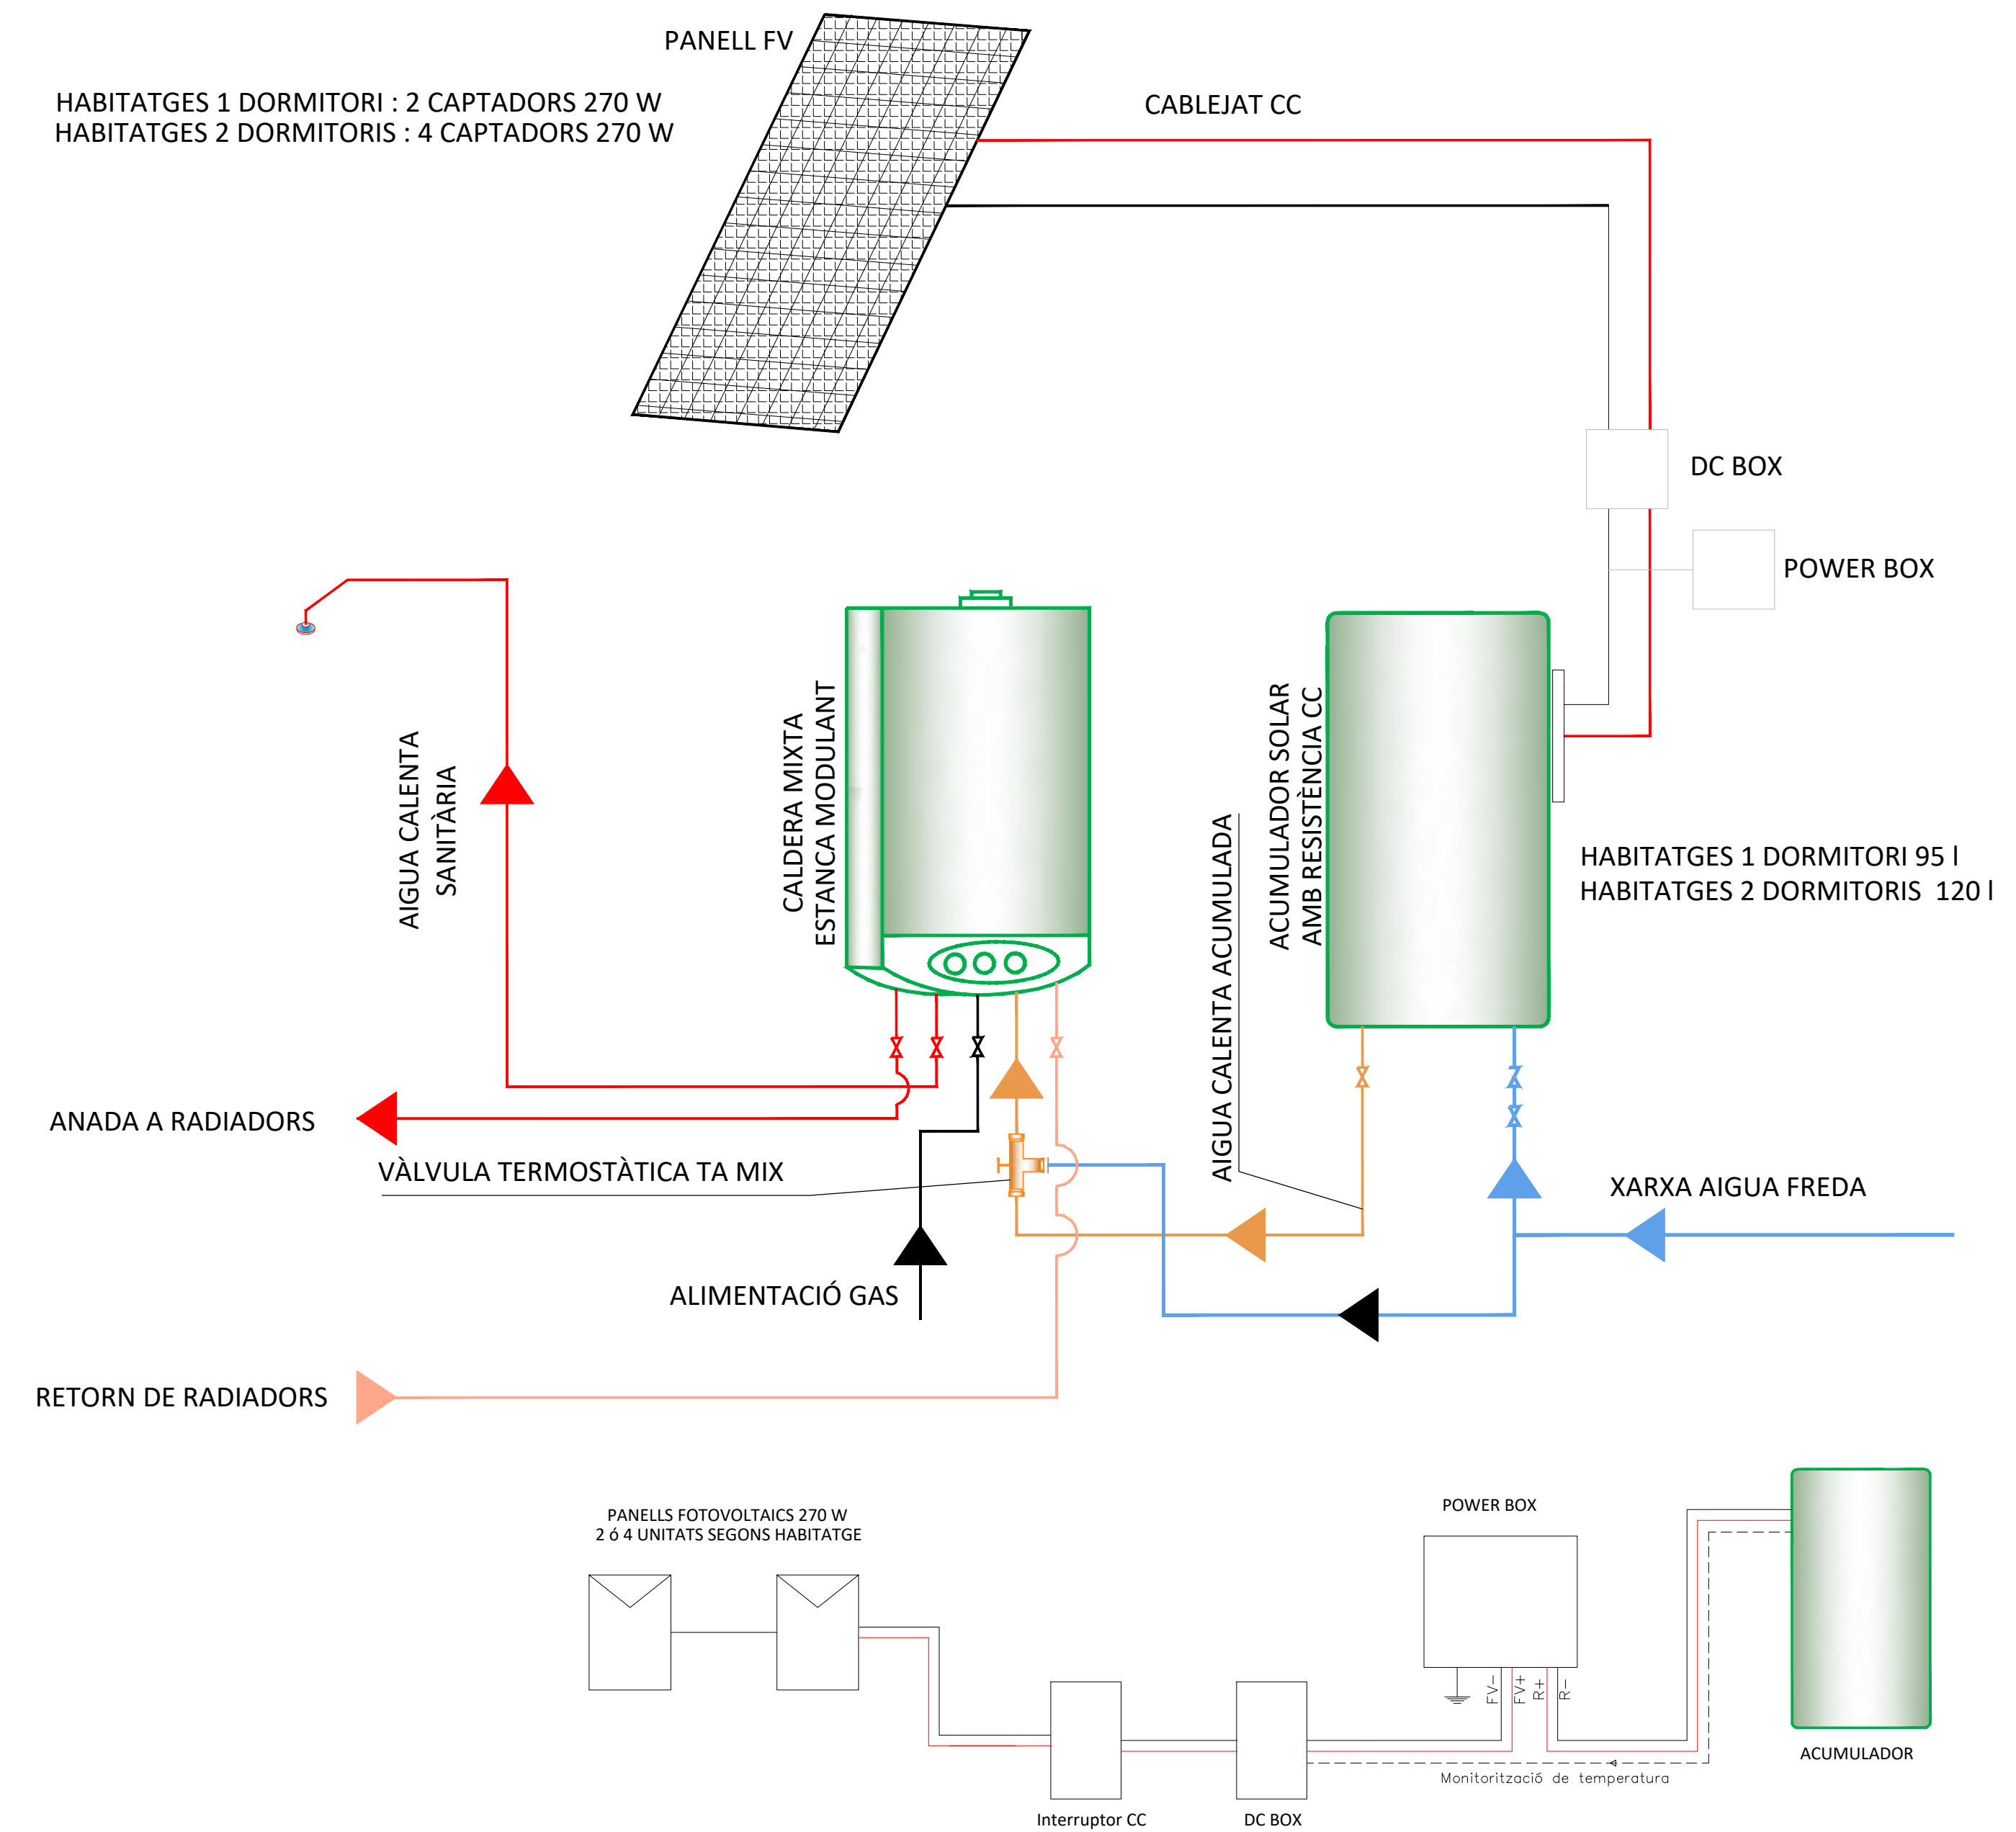 PANELL FV
HABITATGES 1 DORMITORI : 2 CAPTADORS 270 W
HABITATGES 2 DORMITORIS : 4 CAPTADORS 270 W
CABLEJAT CC
DC BOX
POWER BOX
AIGUA CALENTA
SANITÀRIA
CALDERA MIXTA
ESTANCA MODULANT
AIGUA CALENTA ACUMULADA
ACUMULADOR SOLAR
AMB RESISTÈNCIA CC
HABITATGES 1 DORMITORI 95 l
HABITATGES 2 DORMITORIS 120 l
ANADA A RADIADORS
VÀLVULA TERMOSTÀTICA TA MIX
XARXA AIGUA FREDA
ALIMENTACIÓ GAS
RETORN DE RADIADORS
PANELLS FOTOVOLTAICS 270 W
2 ó 4 UNITATS SEGONS HABITATGE
POWER BOX
FV-
FV+
R+
R-
Monitorització de temperatura
ACUMULADOR
Interruptor CC
DC BOX